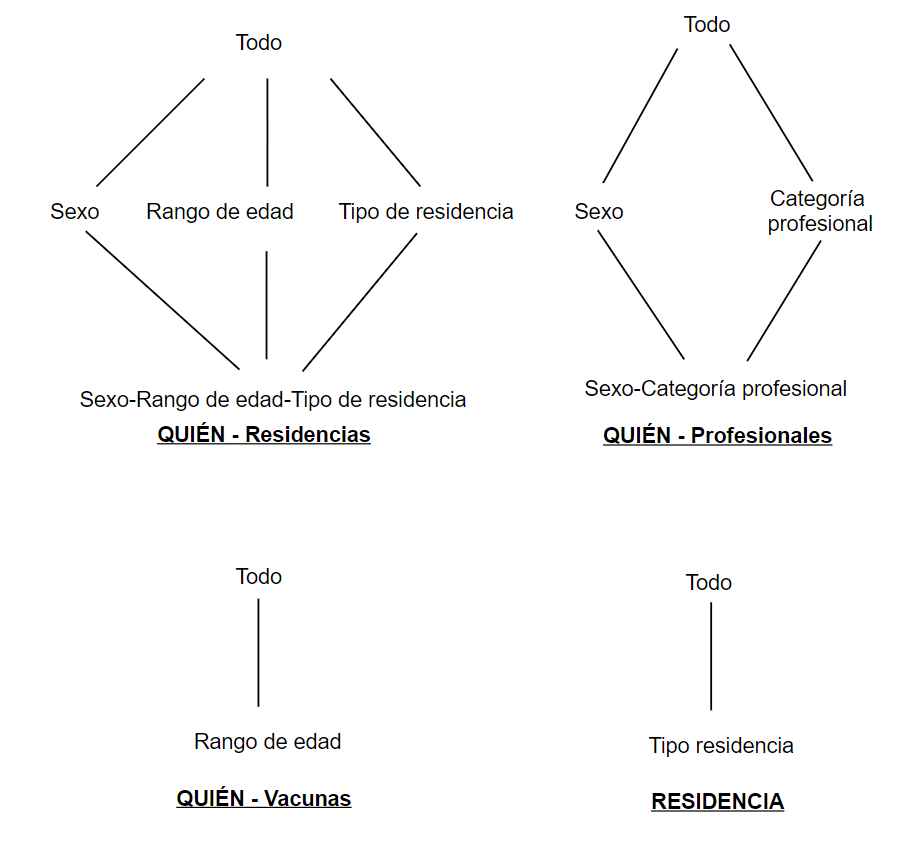 Todo
Sexo
Rango de edad
Tipo de residencia
Sexo-Rango de edad-Tipo de residencia
QUIÉN - Residencias
Todo
Sexo
Categoría
profesional
Sexo-Categoría profesional
QUIÉN - Profesionales
Todo
Rango de edad
QUIÉN - Vacunas
Todo
Tipo residencia
RESIDENCIA